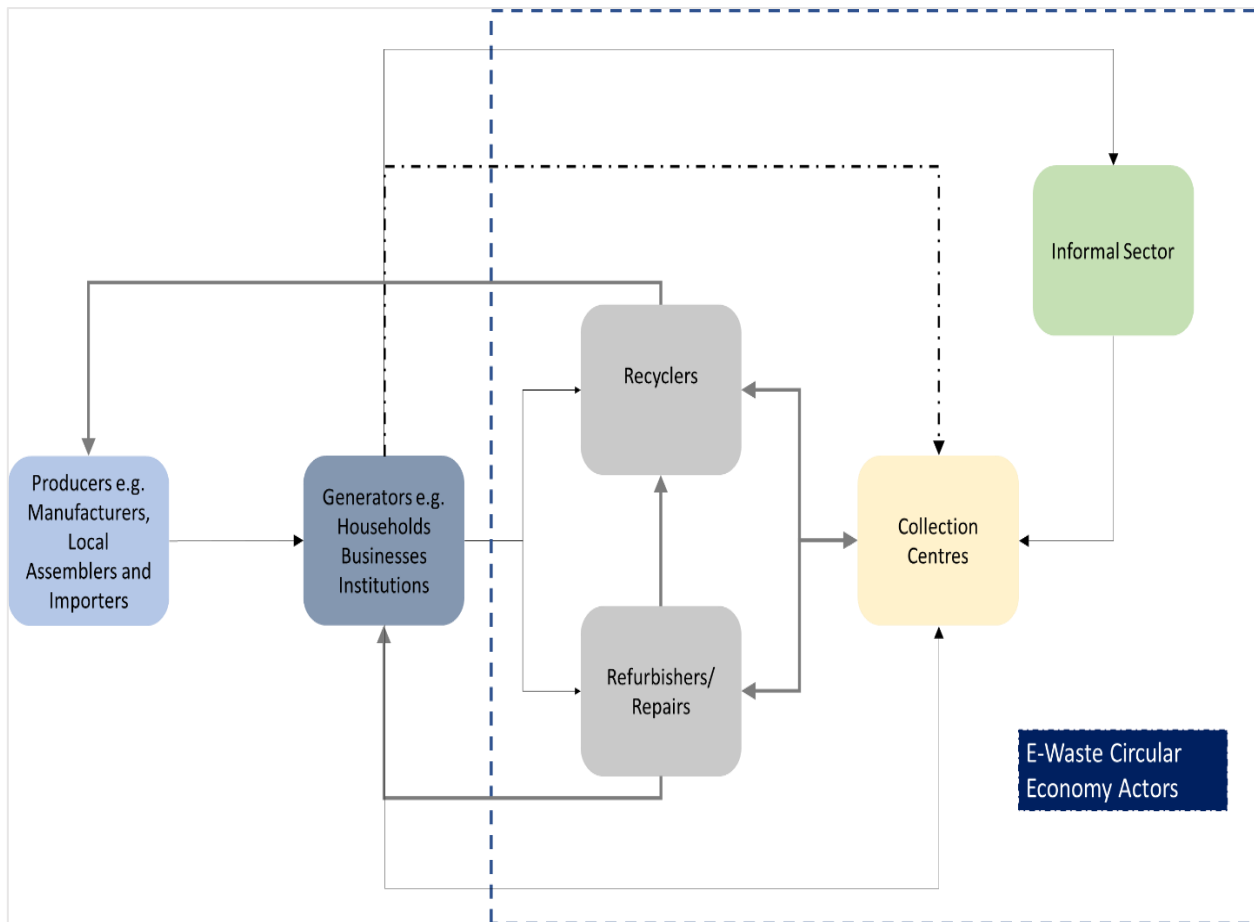 Informal Sector
Recyclers
Producers e.g.
Manufacturers,
Local
Assemblers and
Importers
Generators e.g.
Households
Businesses
Institutions
Collection
Centres
Refurbishers/
Repairs
E-Waste Circular
Economy Actors